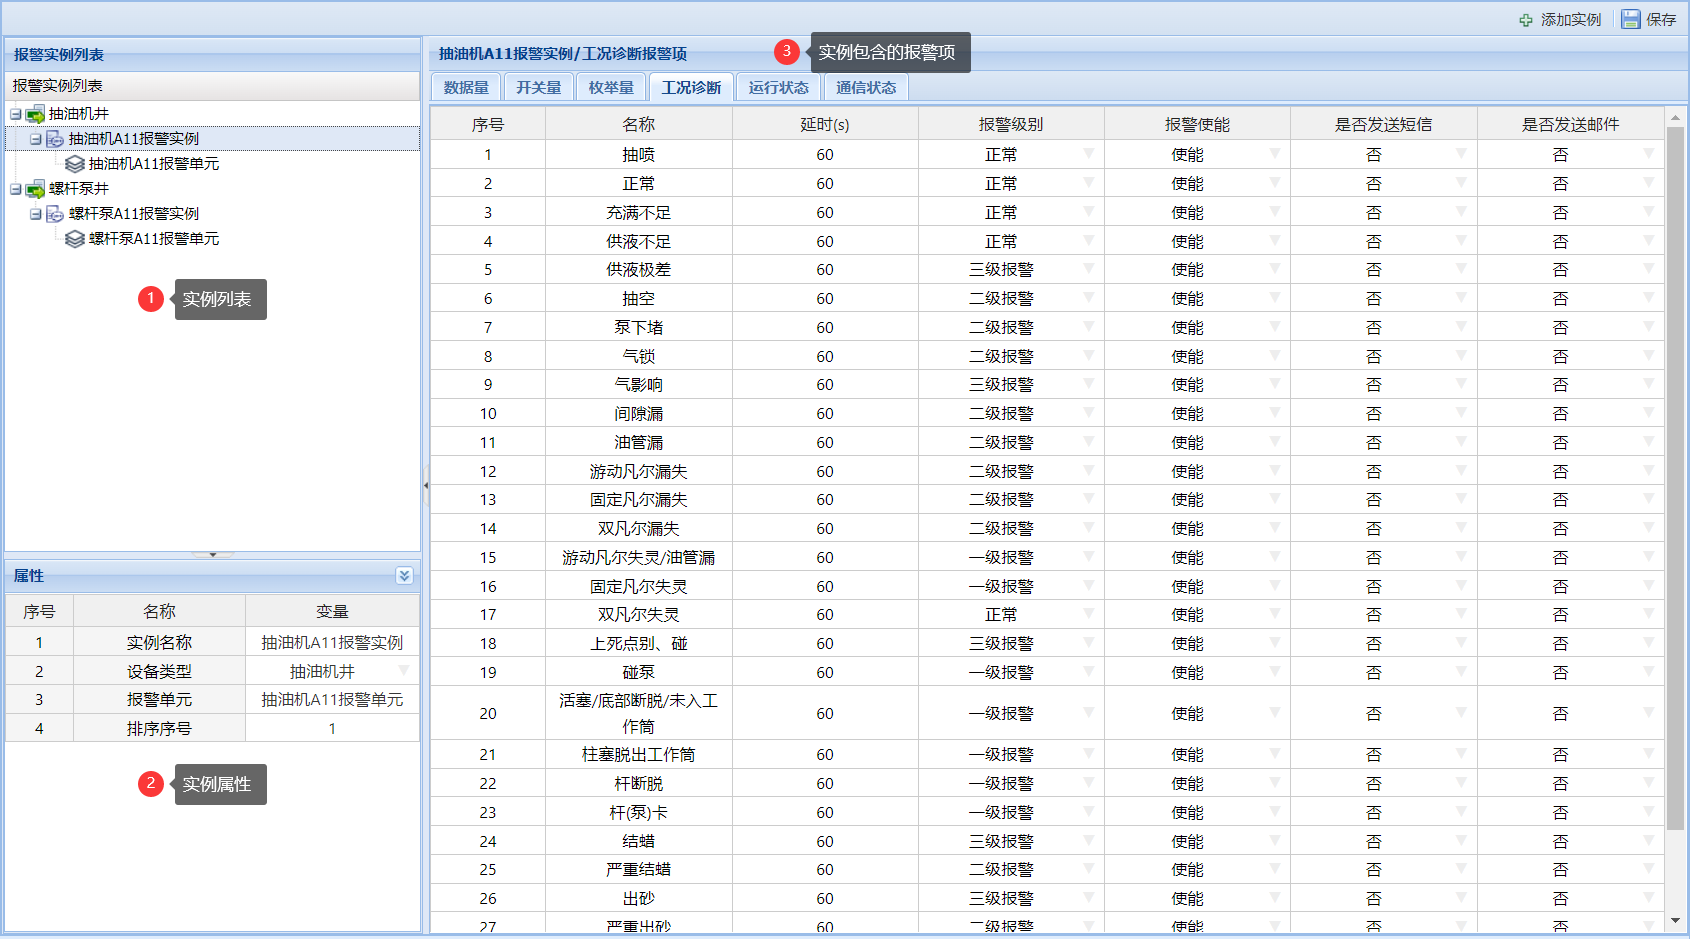 添加实例 保存
报警实例列表
报警实例列表
抽油机井
抽油机A11报警实例
抽油机A11报警单元
螺杆泵井
螺杆泵A11报警实例
螺杆泵A11报警单元
1 实例列表
属性
序号 名称 变量
1 实例名称 抽油机A11报警实例
2 设备类型 抽油机井
3 报警单元 抽油机A11报警单元
4 排序序号 1
2 实例属性
抽油机A11报警实例/工况诊断报警项 3 实例包含的报警项
数据量 开关量 枚举量 工况诊断 运行状态 通信状态
序号 名称 延时(s) 报警级别 报警使能 是否发送短信 是否发送邮件
1 抽喷 60 正常 使能 否 否
2 正常 60 正常 使能 否 否
3 充满不足 60 正常 使能 否 否
4 供液不足 60 正常 使能 否 否
5 供液极差 60 三级报警 使能 否 否
6 抽空 60 二级报警 使能 否 否
7 泵下堵 60 二级报警 使能 否 否
8 气锁 60 二级报警 使能 否 否
9 气影响 60 三级报警 使能 否 否
10 间隙漏 60 二级报警 使能 否 否
11 油管漏 60 二级报警 使能 否 否
12 游动凡尔漏失 60 二级报警 使能 否 否
13 固定凡尔漏失 60 二级报警 使能 否 否
14 双凡尔漏失 60 二级报警 使能 否 否
15 游动凡尔失灵/油管漏 60 一级报警 使能 否 否
16 固定凡尔失灵 60 一级报警 使能 否 否
17 双凡尔失灵 60 正常 使能 否 否
18 上死点别、碰 60 三级报警 使能 否 否
19 碰泵 60 一级报警 使能 否 否
20 活塞/底部断脱/未入工作筒 60 一级报警 使能 否 否
21 柱塞脱出工作筒 60 一级报警 使能 否 否
22 杆断脱 60 一级报警 使能 否 否
23 杆(泵)卡 60 一级报警 使能 否 否
24 结蜡 60 三级报警 使能 否 否
25 严重结蜡 60 二级报警 使能 否 否
26 出砂 60 三级报警 使能 否 否
27 严重出砂 60 二级报警 使能 否 否